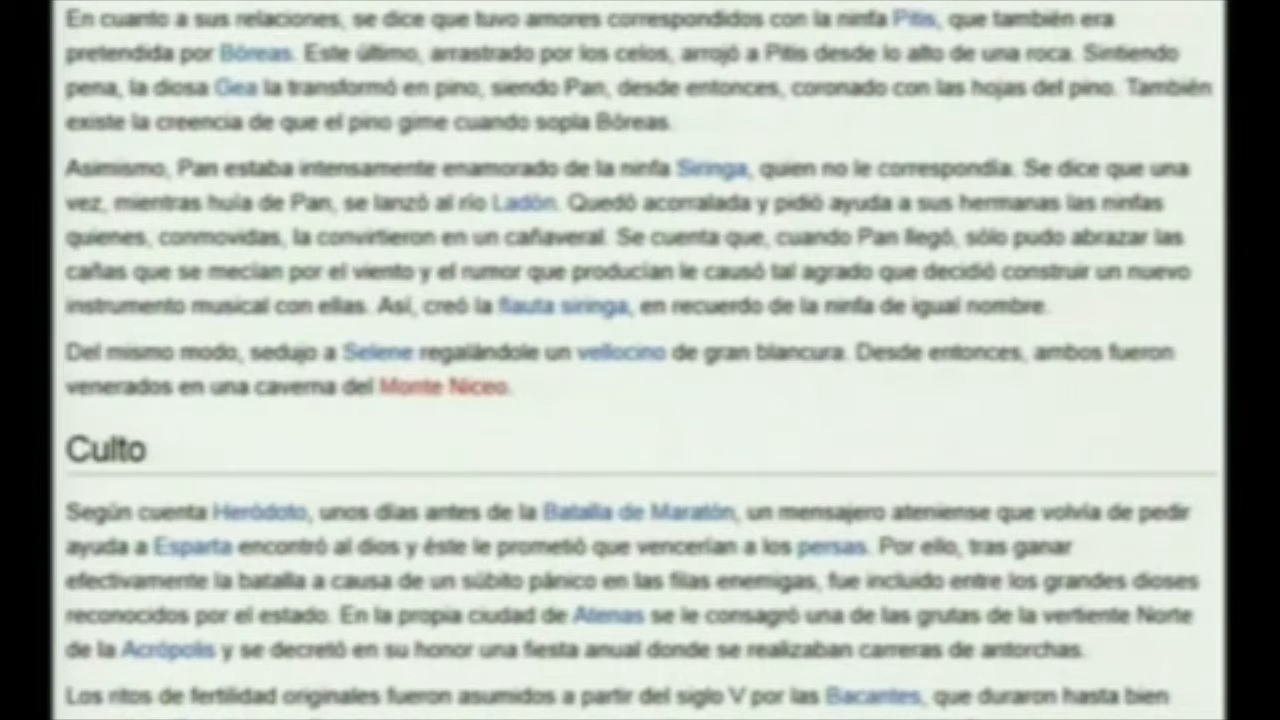 En cuanto a sus relaciones, se dice que tuvo amores correspondidos con la ninfa Pitis, que también era
pretendida por Bóreas. Este último, arrastrado por los celos, arrojó a Pitis desde lo alto de una roca. Sintiendo
pena, la diosa Gea la transformó en pino, siendo Pan, desde entonces, coronado con las hojas del pino. También
existe la creencia de que el pino gime cuando sopla Bóreas.
Asimismo, Pan estaba intensamente enamorado de la ninfa Siringa, quien no le correspondía. Se dice que una
vez, mientras huía de Pan, se lanzó al río Ladón. Quedó acorralada y pidió ayuda a sus hermanas las ninfas
quienes, conmovidas, la convirtieron en un cañaveral. Se cuenta que, cuando Pan llegó, sólo pudo abrazar las
cañas que se mecían por el viento y el rumor que producían le causó tal agrado que decidió construir un nuevo
instrumento musical con ellas. Así, creó la flauta siringa, en recuerdo de la ninfa de igual nombre.
Del mismo modo, sedujo a Selene regalándole un vellocino de gran blancura. Desde entonces, ambos fueron
venerados en una caverna del Monte Niceo.
Culto
Según cuenta Heródoto, unos días antes de la Batalla de Maratón, un mensajero ateniense que volvía de pedir
ayuda a Esparta encontró al dios y éste le prometió que vencerían a los persas. Por ello, tras ganar
efectivamente la batalla a causa de un súbito pánico en las filas enemigas, fue incluido entre los grandes dioses
reconocidos por el estado. En la propia ciudad de Atenas se le consagró una de las grutas de la vertiente Norte
de la Acrópolis y se decretó en su honor una fiesta anual donde se realizaban carreras de antorchas.
Los ritos de fertilidad originales fueron asumidos a partir del siglo V por las Bacantes, que duraron hasta bien